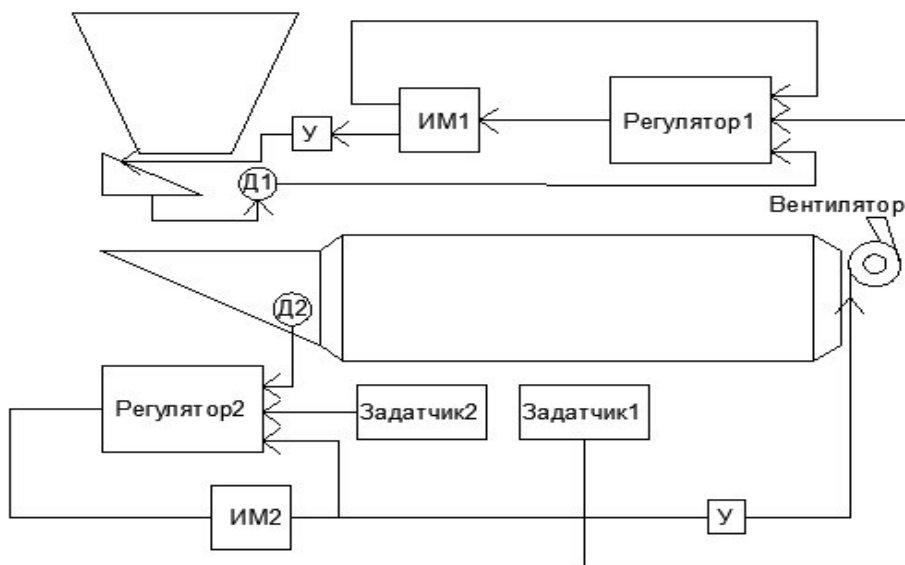 У
ИМ1
Регулятор1
Д1
Вентилятор
Д2
Регулятор2
Задатчик2
Задатчик1
ИМ2
У